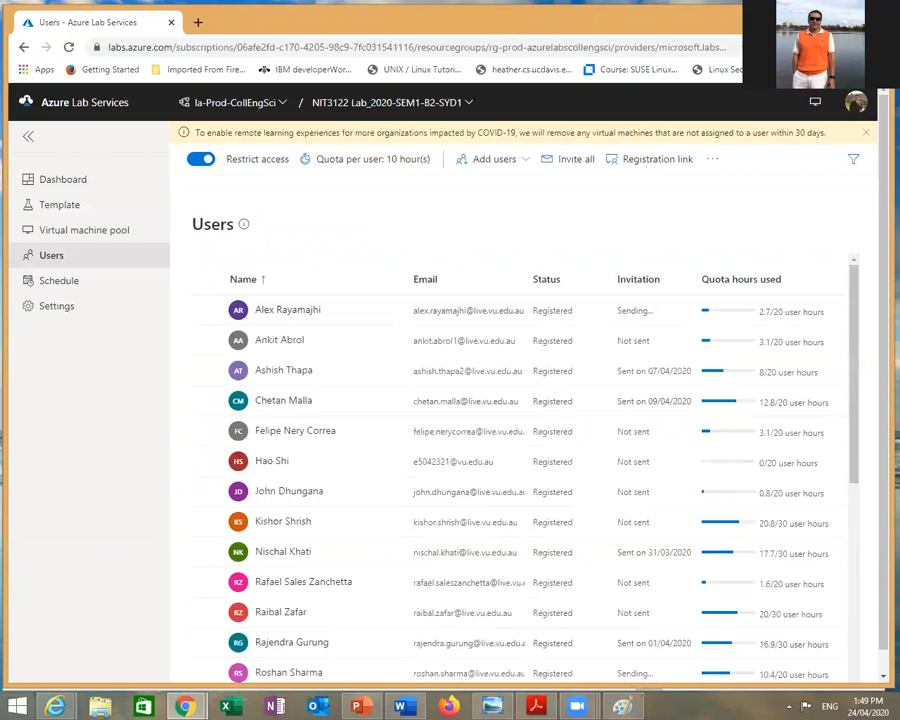 Users - Azure Lab Services
labs.azure.com/subscriptions/06afe2fd-c170-4205-98c9-7fc031541116/resourcegroups/rg-prod-azurelabscollengsci/providers/microsoft.labs...
Apps Getting Started Imported From Fire... IBM developerWor... UNIX / Linux Tutori... heather.cs.ucdavis.e... Course: SUSE Linux... Linux Se
Azure Lab Services la-Prod-CollEngSci / NIT3122 Lab_2020-SEM1-B2-SYD1
To enable remote learning experiences for more organizations impacted by COVID-19, we will remove any virtual machines that are not assigned to a user within 30 days.
Restrict access Quota per user: 10 hour(s) Add users Invite all Registration link ...
Dashboard
Template
Virtual machine pool
Users
Schedule
Settings
Users
Name ↑ Email Status Invitation Quota hours used
AR Alex Rayamajhi alex.rayamajhi@live.vu.edu.au Registered Sending... 2.7/20 user hours
AA Ankit Abrol ankit.abrol1@live.vu.edu.au Registered Not sent 3.1/20 user hours
AT Ashish Thapa ashish.thapa2@live.vu.edu.au Registered Sent on 07/04/2020 8/20 user hours
CM Chetan Malla chetan.malla@live.vu.edu.au Registered Sent on 09/04/2020 12.8/20 user hours
FC Felipe Nery Correa felipe.nerycorrea@live.vu.edu. Registered Not sent 3.1/20 user hours
HS Hao Shi e5042321@vu.edu.au Registered Not sent 0/20 user hours
JD John Dhungana john.dhungana@live.vu.edu.au Registered Not sent 0.8/20 user hours
KS Kishor Shrish kishor.shrish@live.vu.edu.au Registered Not sent 20.8/30 user hours
NK Nischal Khati nischal.khati@live.vu.edu.au Registered Sent on 31/03/2020 17.7/30 user hours
RZ Rafael Sales Zanchetta rafael.saleszanchetta@live.vu. Registered Not sent 1.6/20 user hours
RZ Raibal Zafar raibal.zafar@live.vu.edu.au Registered Not sent 20/30 user hours
RG Rajendra Gurung rajendra.gurung@live.vu.edu.au Registered Sent on 01/04/2020 16.9/30 user hours
RS Roshan Sharma roshan.sharma@live.vu.edu.au Registered Sending... 10.4/20 user hours
ENG 1:49 PM
24/04/2020